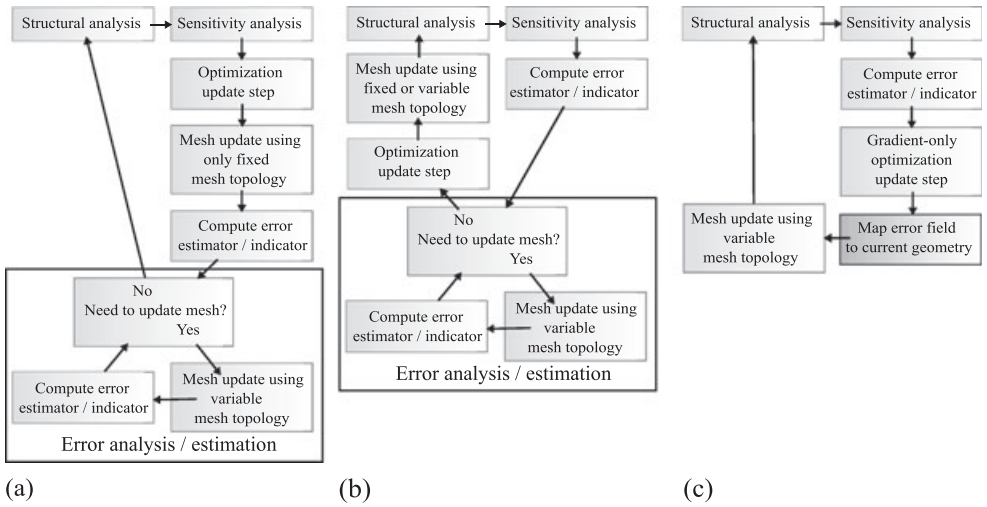 Structural analysis
Sensitivity analysis
Optimization
update step
Mesh update using
only fixed
mesh topology
Compute error
estimator / indicator
No
Need to update mesh?
Yes
Compute error
estimator / indicator
Mesh update using
variable
mesh topology
Error analysis / estimation
(a)
Structural analysis
Sensitivity analysis
Mesh update using
fixed or variable
mesh topology
Compute error
estimator / indicator
Optimization
update step
No
Need to update mesh?
Yes
Compute error
estimator / indicator
Mesh update using
variable
mesh topology
Error analysis / estimation
(b)
Structural analysis
Sensitivity analysis
Compute error
estimator / indicator
Gradient-only
optimization
update step
Mesh update using
variable
mesh topology
Map error field
to current geometry
(c)